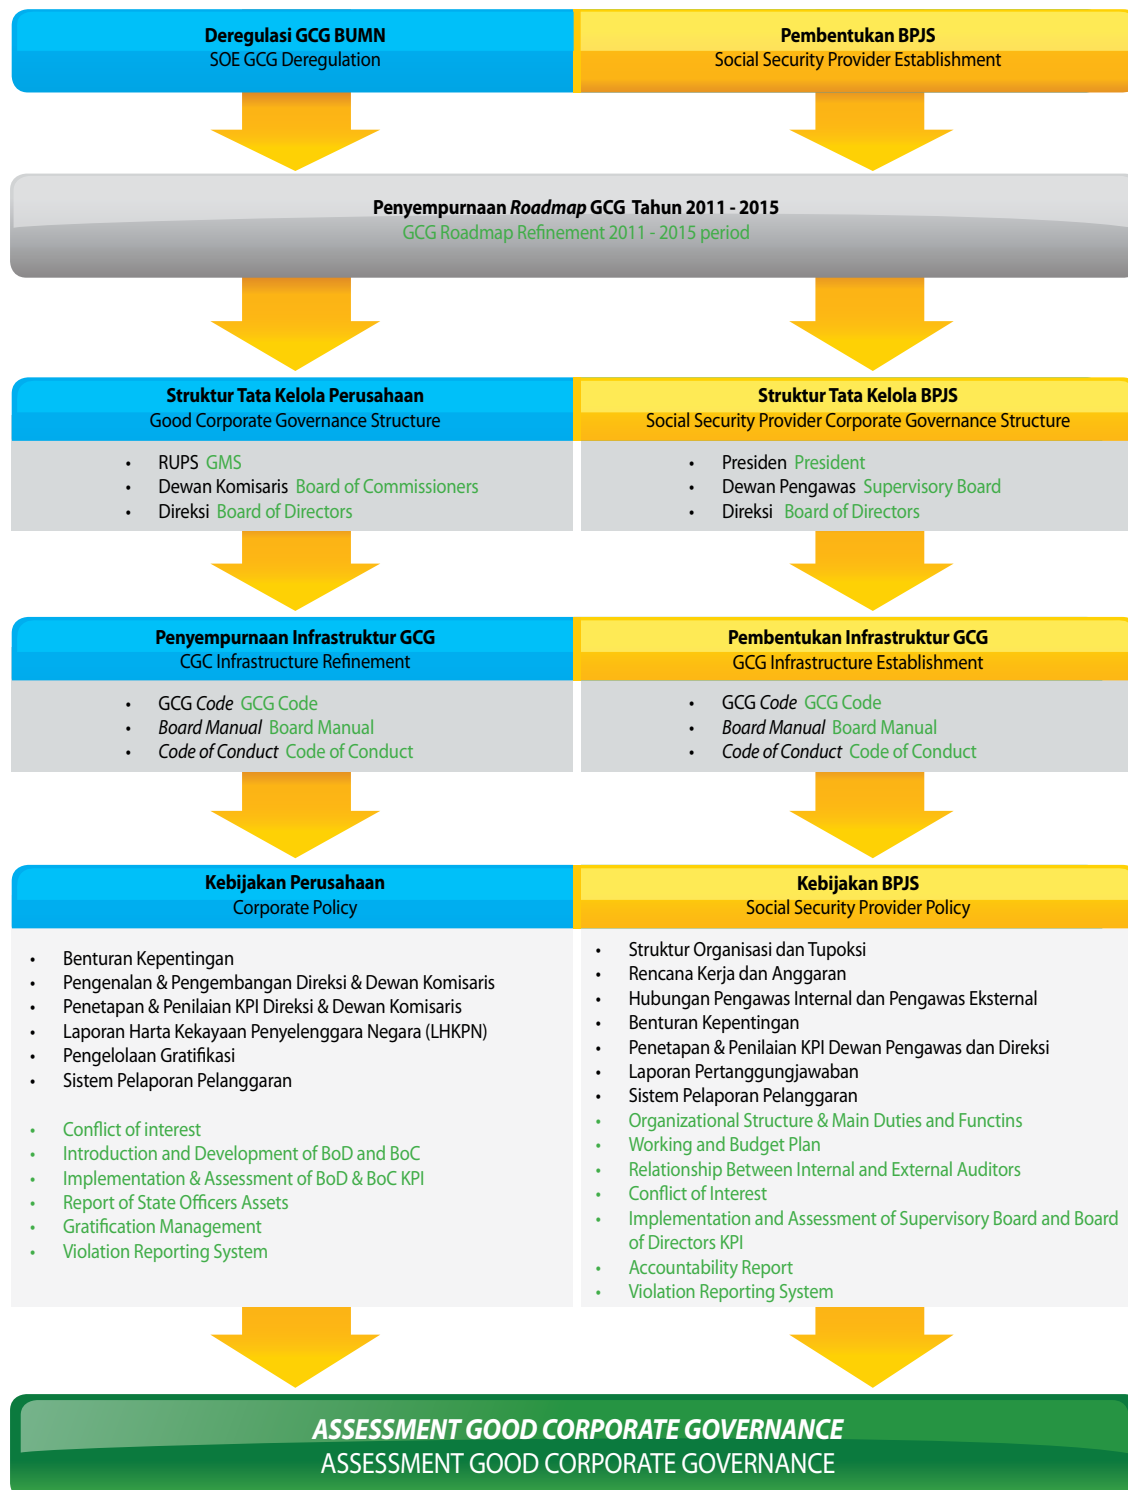 Deregulasi GCG BUMN
SOE GCG Deregulation
Pembentukan BPJS
Social Security Provider Establishment
Penyempurnaan Roadmap GCG Tahun 2011 - 2015
GCG Roadmap Refinement 2011 - 2015 period
Struktur Tata Kelola Perusahaan
Good Corporate Governance Structure
• RUPS GMS
• Dewan Komisaris Board of Commissioners
• Direksi Board of Directors
Struktur Tata Kelola BPJS
Social Security Provider Corporate Governance Structure
• Presiden President
• Dewan Pengawas Supervisory Board
• Direksi Board of Directors
Penyempurnaan Infrastruktur GCG
CGC Infrastructure Refinement
• GCG Code GCG Code
• Board Manual Board Manual
• Code of Conduct Code of Conduct
Pembentukan Infrastruktur GCG
GCG Infrastructure Establishment
• GCG Code GCG Code
• Board Manual Board Manual
• Code of Conduct Code of Conduct
Kebijakan Perusahaan
Corporate Policy
• Benturan Kepentingan
• Pengenalan & Pengembangan Direksi & Dewan Komisaris
• Penetapan & Penilaian KPI Direksi & Dewan Komisaris
• Laporan Harta Kekayaan Penyelenggara Negara (LHKPN)
• Pengelolaan Gratifikasi
• Sistem Pelaporan Pelanggaran
• Conflict of interest
• Introduction and Development of BoD and BoC
• Implementation & Assessment of BoD & BoC KPI
• Report of State Officers Assets
• Gratification Management
• Violation Reporting System
Kebijakan BPJS
Social Security Provider Policy
• Struktur Organisasi dan Tupoksi
• Rencana Kerja dan Anggaran
• Hubungan Pengawas Internal dan Pengawas Eksternal
• Benturan Kepentingan
• Penetapan & Penilaian KPI Dewan Pengawas dan Direksi
• Laporan Pertanggungjawaban
• Sistem Pelaporan Pelanggaran
• Organizational Structure & Main Duties and Functins
• Working and Budget Plan
• Relationship Between Internal and External Auditors
• Conflict of Interest
• Implementation and Assessment of Supervisory Board and Board
of Directors KPI
• Accountability Report
• Violation Reporting System
ASSESSMENT GOOD CORPORATE GOVERNANCE
ASSESSMENT GOOD CORPORATE GOVERNANCE